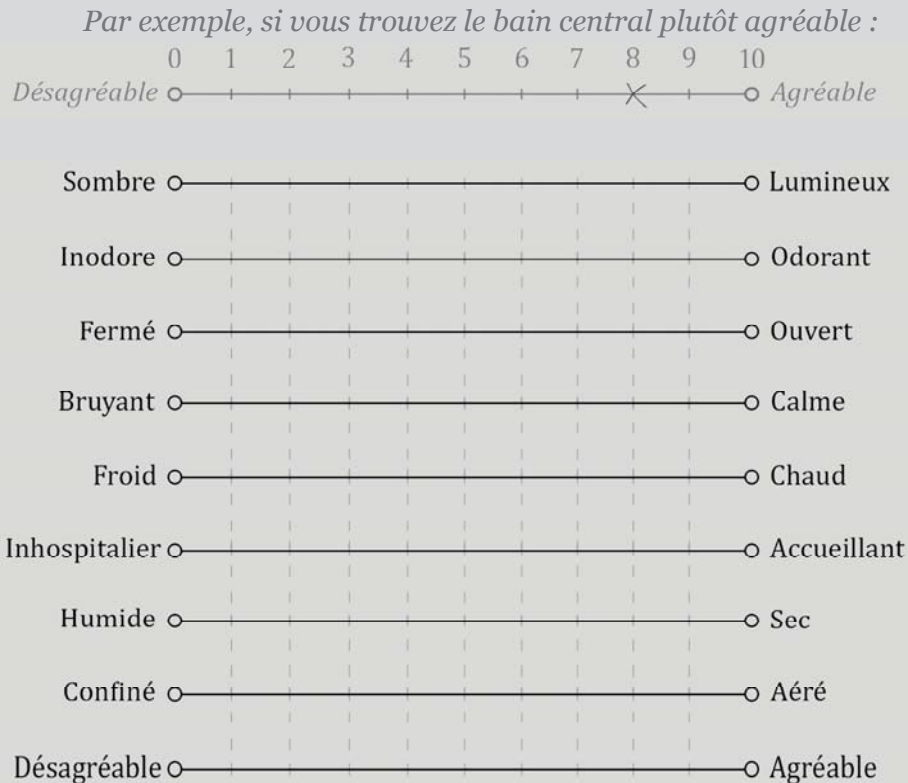 Par exemple, si vous trouvez le bain central plutôt agréable :
0 1 2 3 4 5 6 7 8 9 10
Désagréable Agréable
Sombre Lumineux
Inodore Odorant
Fermé Ouvert
Bruyant Calme
Froid Chaud
Inhospitalier Accueillant
Humide Sec
Confiné Aéré
Désagréable Agréable